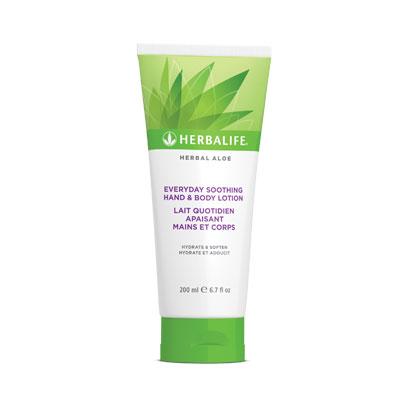 HERBALIFE
HERBAL ALOE
EVERYDAY SOOTHING
HAND & BODY LOTION
LAIT QUOTIDIEN
APAISANT
MAINS ET CORPS
HYDRATE & SOFTEN
HYDRATE ET ADOUCIT
200 ml ℮ 6.7 fl oz